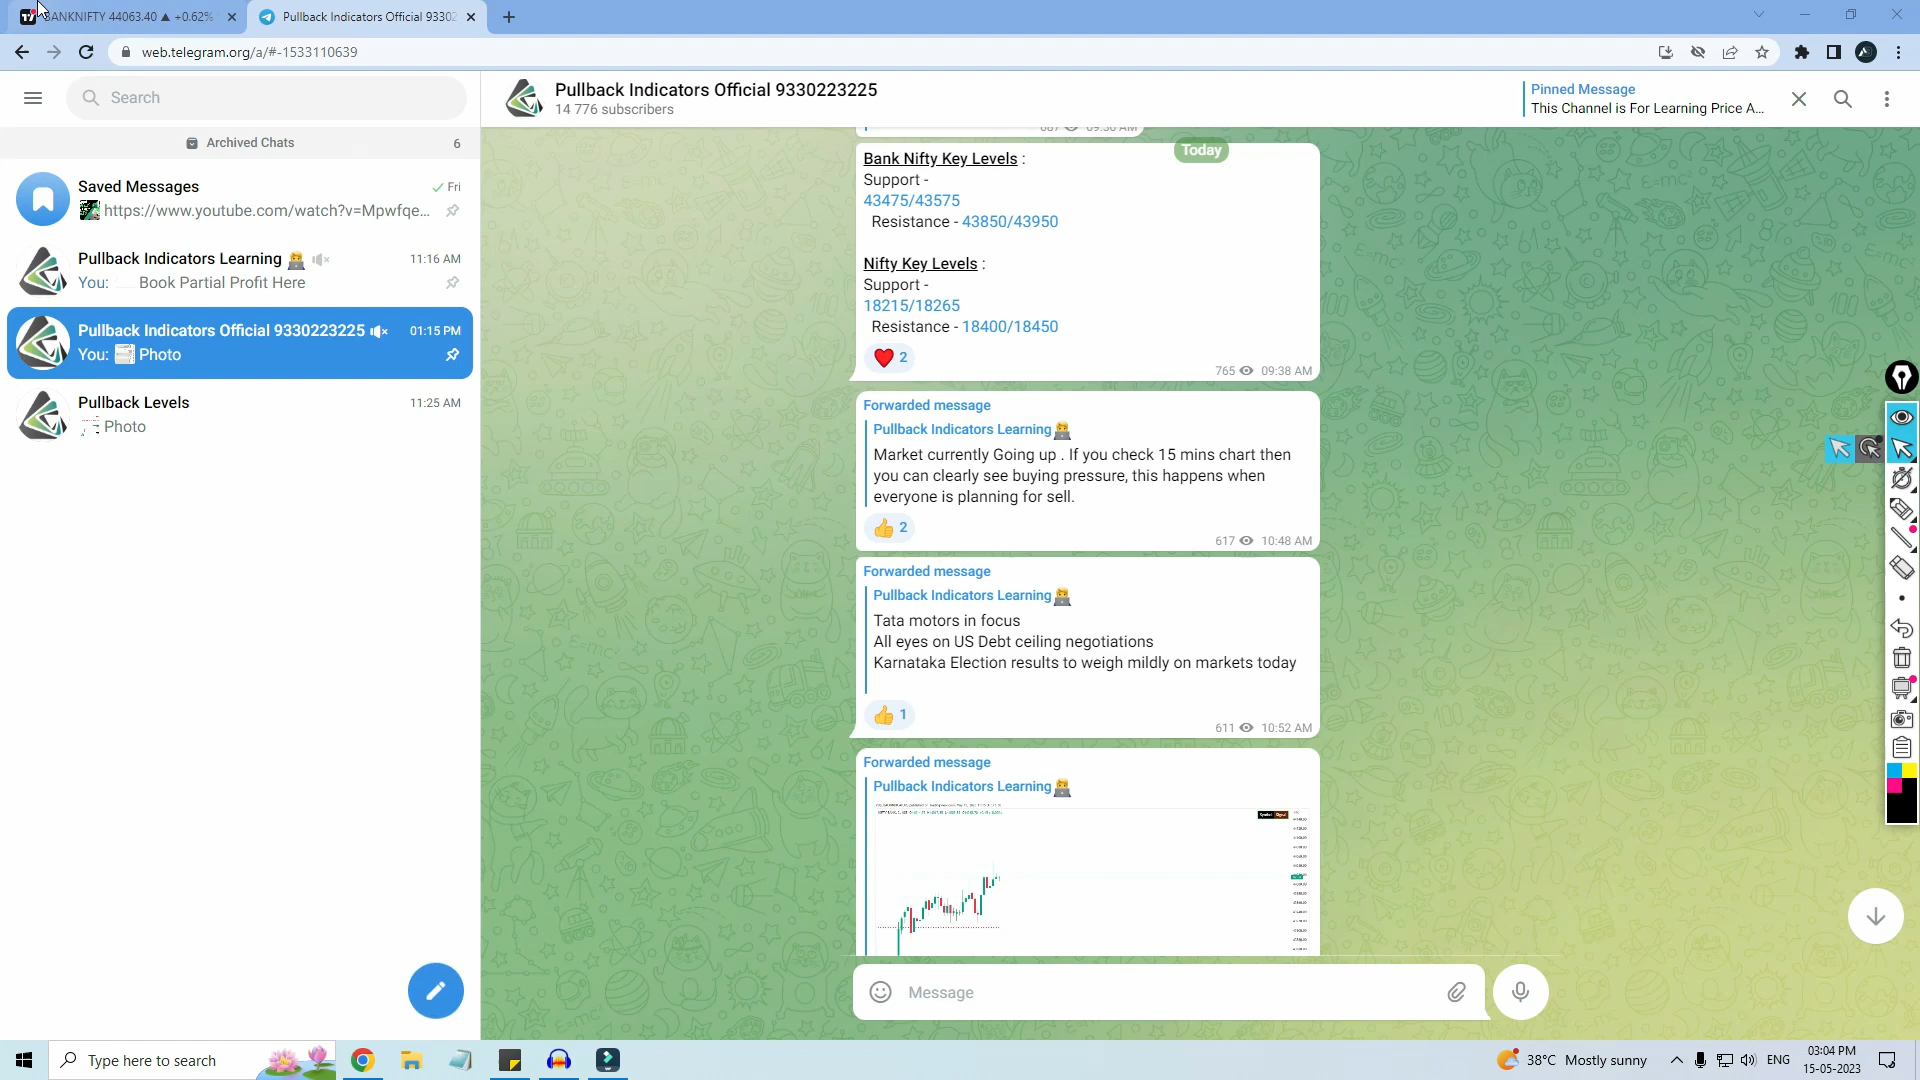 BANKNIFTY 44063.40 ▲ +0.62%
Pullback Indicators Official 93302
web.telegram.org/a/#-1533110639
Search
Archived Chats
6
Saved Messages
Fri
https://www.youtube.com/watch?v=Mpwfqe...
Pullback Indicators Learning
11:16 AM
You: Book Partial Profit Here
Pullback Indicators Official 9330223225
01:15 PM
You: Photo
Pullback Levels
11:25 AM
Photo
Pullback Indicators Official 9330223225
14 776 subscribers
Pinned Message
This Channel is For Learning Price A...
687 09:36 AM
Today
Bank Nifty Key Levels :
Support -
43475/43575
Resistance - 43850/43950
Nifty Key Levels :
Support -
18215/18265
Resistance - 18400/18450
2
765 09:38 AM
Forwarded message
Pullback Indicators Learning
Market currently Going up . If you check 15 mins chart then
you can clearly see buying pressure, this happens when
everyone is planning for sell.
2
617 10:48 AM
Forwarded message
Pullback Indicators Learning
Tata motors in focus
All eyes on US Debt ceiling negotiations
Karnataka Election results to weigh mildly on markets today
1
611 10:52 AM
Forwarded message
Pullback Indicators Learning
Symbol Signal
Message
Type here to search
38°C Mostly sunny
ENG
03:04 PM
15-05-2023